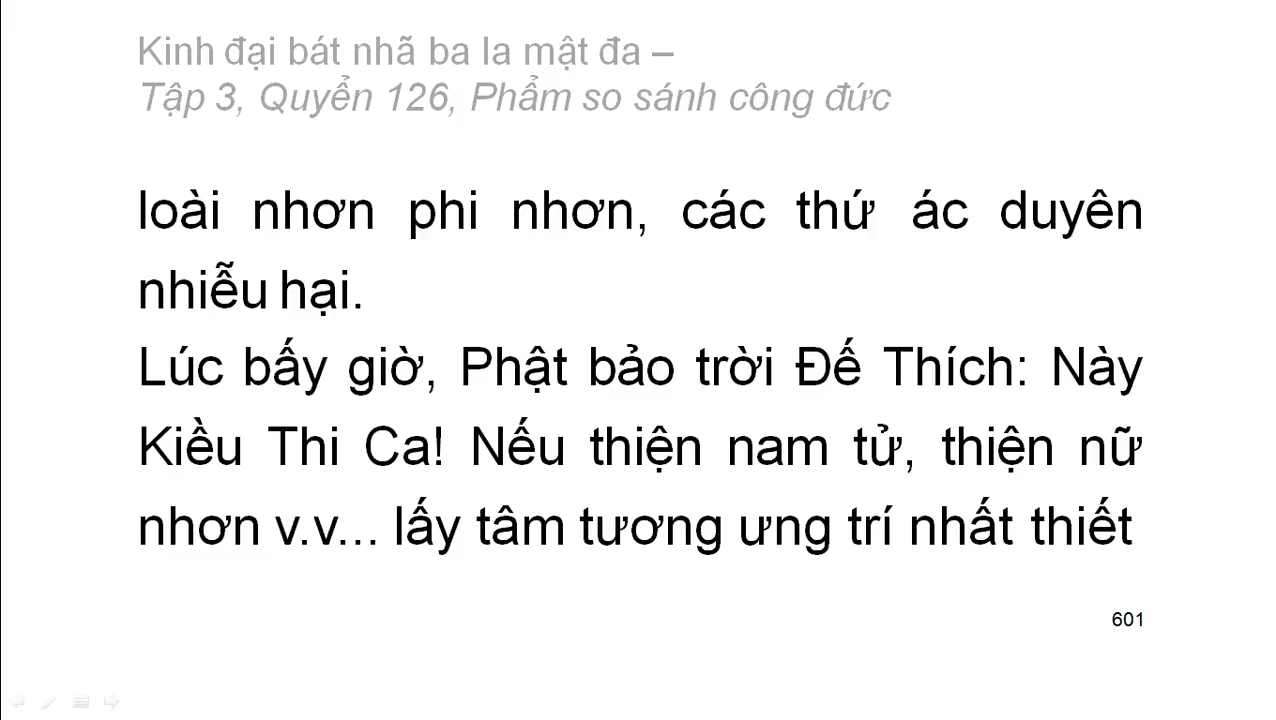 Kinh đại bát nhã ba la mật đa –
Tập 3, Quyển 126, Phẩm so sánh công đức
loài nhơn phi nhơn, các thứ ác duyên
nhiễu hại.
Lúc bấy giờ, Phật bảo trời Đế Thích: Này
Kiều Thi Ca! Nếu thiện nam tử, thiện nữ
nhơn v.v... lấy tâm tương ưng trí nhất thiết
601